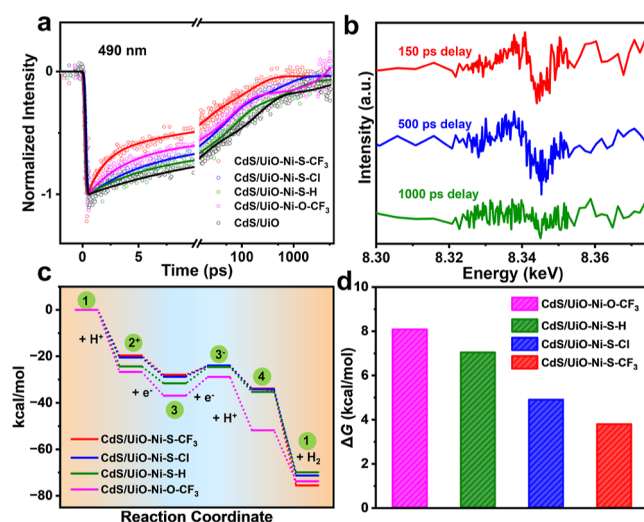 a
490 nm
Normalized Intensity
0
-1
CdS/UiO-Ni-S-CF₃
CdS/UiO-Ni-S-Cl
CdS/UiO-Ni-S-H
CdS/UiO-Ni-O-CF₃
CdS/UiO
0 5 10 100 1000
Time (ps)
b
Intensity (a.u.)
150 ps delay
500 ps delay
1000 ps delay
8.30 8.32 8.34 8.36
Energy (keV)
c
kcal/mol
0
-20
-40
-60
-80
1
+ H⁺
2⁺
+ e⁻
3
+ e⁻
3⁻
+ H⁺
4
1
+ H₂
CdS/UiO-Ni-S-CF₃
CdS/UiO-Ni-S-Cl
CdS/UiO-Ni-S-H
CdS/UiO-Ni-O-CF₃
Reaction Coordinate
d
ΔG (kcal/mol)
10
8
6
4
2
0
CdS/UiO-Ni-O-CF₃
CdS/UiO-Ni-S-H
CdS/UiO-Ni-S-Cl
CdS/UiO-Ni-S-CF₃